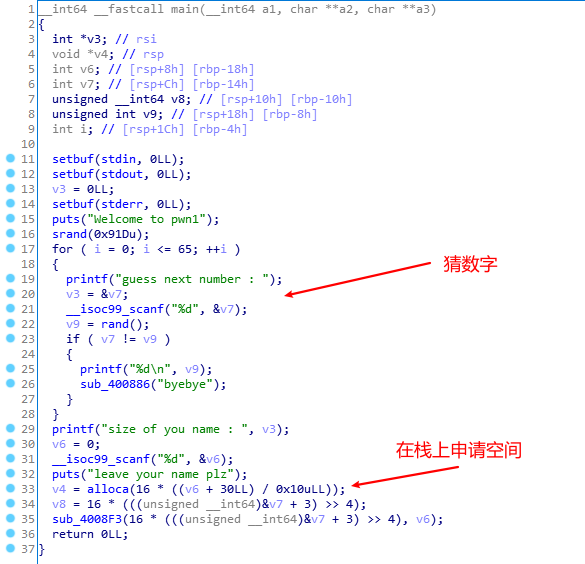 1 __int64 __fastcall main(__int64 a1, char **a2, char **a3)
2 {
3 int *v3; // rsi
4 void *v4; // rsp
5 int v6; // [rsp+8h] [rbp-18h]
6 int v7; // [rsp+Ch] [rbp-14h]
7 unsigned __int64 v8; // [rsp+10h] [rbp-10h]
8 unsigned int v9; // [rsp+18h] [rbp-8h]
9 int i; // [rsp+1Ch] [rbp-4h]
10
11 setbuf(stdin, 0LL);
12 setbuf(stdout, 0LL);
13 v3 = 0LL;
14 setbuf(stderr, 0LL);
15 puts("Welcome to pwn1");
16 srand(0x91Du);
17 for ( i = 0; i <= 65; ++i )
18 {
19 printf("guess next number : ");
20 v3 = &v7;
21 __isoc99_scanf("%d", &v7);
22 v9 = rand();
23 if ( v7 != v9 )
24 {
25 printf("%d\n", v9);
26 sub_400886("byebye");
27 }
28 }
29 printf("size of you name : ", v3);
30 v6 = 0;
31 __isoc99_scanf("%d", &v6);
32 puts("leave your name plz");
33 v4 = alloca(16 * ((v6 + 30LL) / 0x10uLL));
34 v8 = 16 * (((unsigned __int64)&v7 + 3) >> 4);
35 sub_4008F3(16 * (((unsigned __int64)&v7 + 3) >> 4), v6);
36 return 0LL;
37 }
猜数字
在栈上申请空间